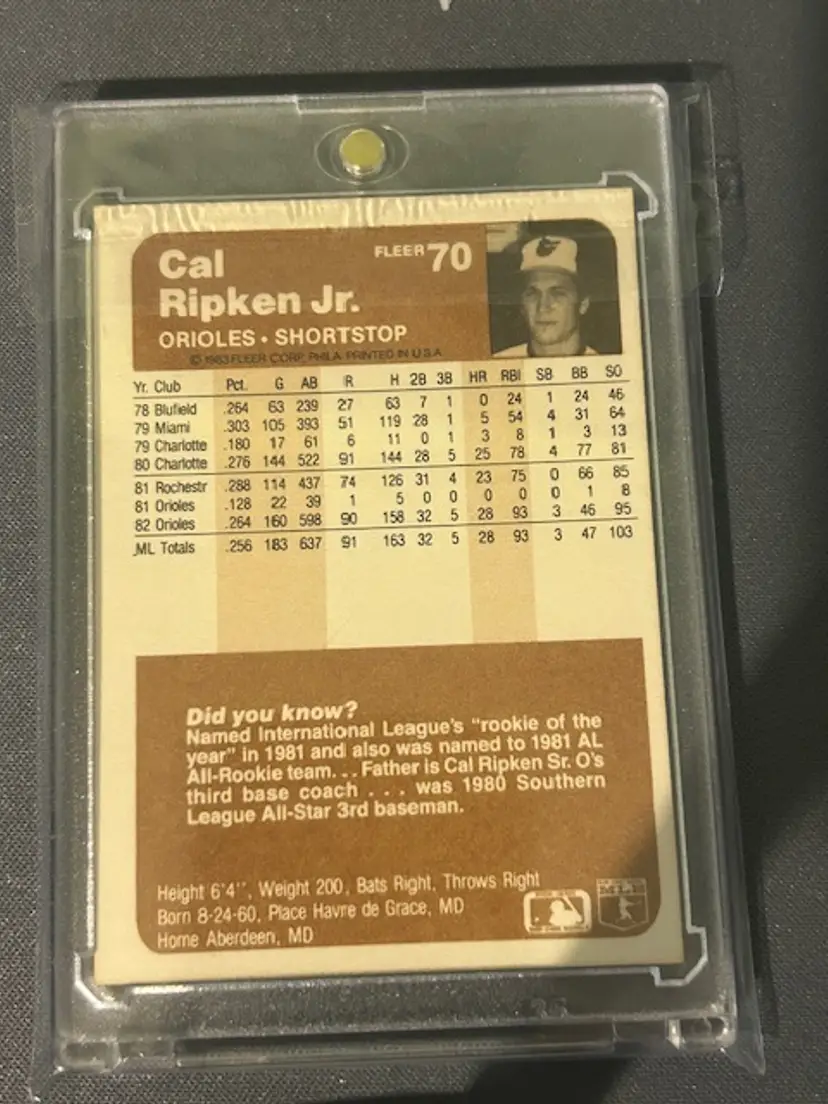 Cal
Ripken Jr.
FLEER 70
ORIOLES • SHORTSTOP
© 1983 FLEER CORP. PHILA. PRINTED IN U.S.A.
Yr. Club Pct. G AB R H 2B 3B HR RBI SB BB SO
78 Blufield .264 63 239 27 63 7 1 0 24 1 24 46
79 Miami .303 105 393 51 119 28 1 5 54 4 31 64
79 Charlotte .180 17 61 6 11 0 1 3 8 1 3 13
80 Charlotte .276 144 522 91 144 28 5 25 78 4 77 81
81 Rochestr .288 114 437 74 126 31 4 23 75 0 66 85
81 Orioles .128 22 39 1 5 0 0 0 0 0 1 8
82 Orioles .264 160 598 90 158 32 5 28 93 3 46 95
ML Totals .256 183 637 91 163 32 5 28 93 3 47 103
Did you know?
Named International League's "rookie of the
year" in 1981 and also was named to 1981 AL
All-Rookie team. . . Father is Cal Ripken Sr. O's
third base coach . . . was 1980 Southern
League All-Star 3rd baseman.
Height 6'4'', Weight 200, Bats Right, Throws Right
Born 8-24-60, Place Havre de Grace, MD
Home Aberdeen, MD